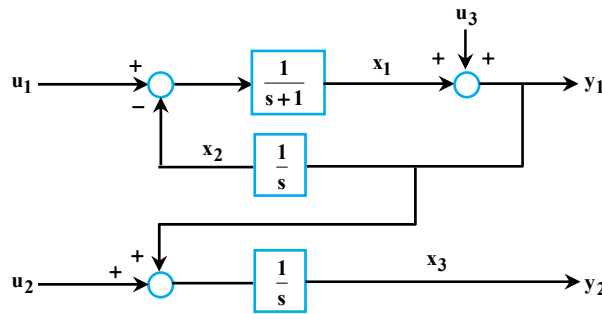 u3
+ 1 x1 + +
u1 s+1 y1
−
x2 1
s
+
u2 + 1 x3 y2
s